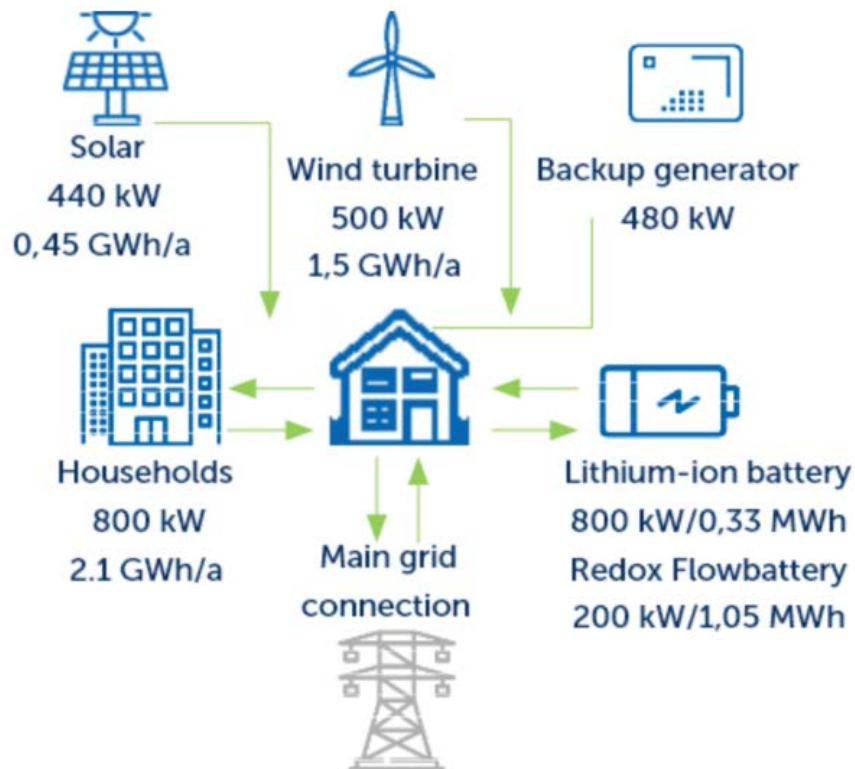 Solar
440 kW
0,45 GWh/a
Wind turbine
500 kW
1,5 GWh/a
Backup generator
480 kW
Households
800 kW
2.1 GWh/a
Main grid
connection
Lithium-ion battery
800 kW/0,33 MWh
Redox Flowbattery
200 kW/1,05 MWh